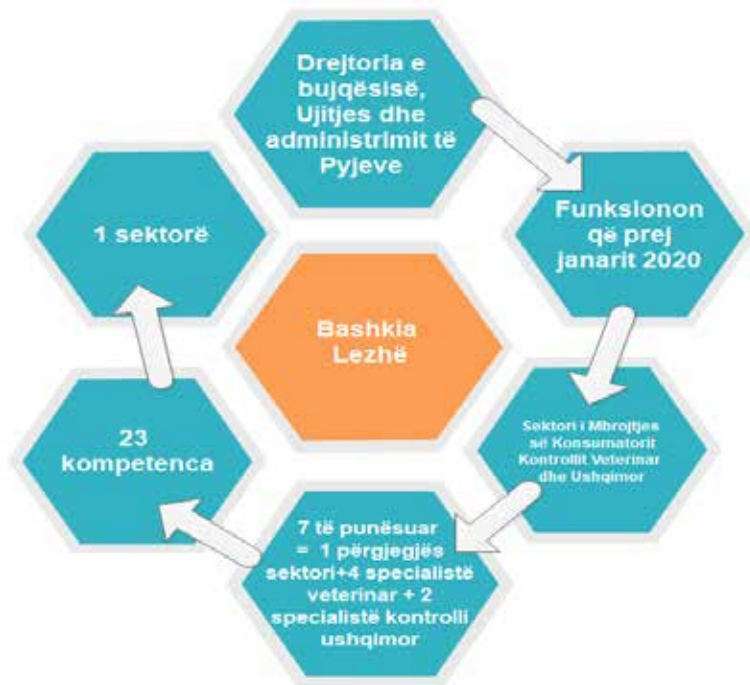 Drejtoria e
bujqësisë,
Ujitjes dhe
administrimit të
Pyjeve
Funksionon
që prej
janarit 2020
Sektori i Mbrojtjes
së Konsumatorit
Kontrollit Veterinar
dhe Ushqimor
7 të punësuar
= 1 përgjegjës
sektori+4 specialistë
veterinar + 2
specialistë kontrolli
ushqimor
23
kompetenca
1 sektorë
Bashkia
Lezhë